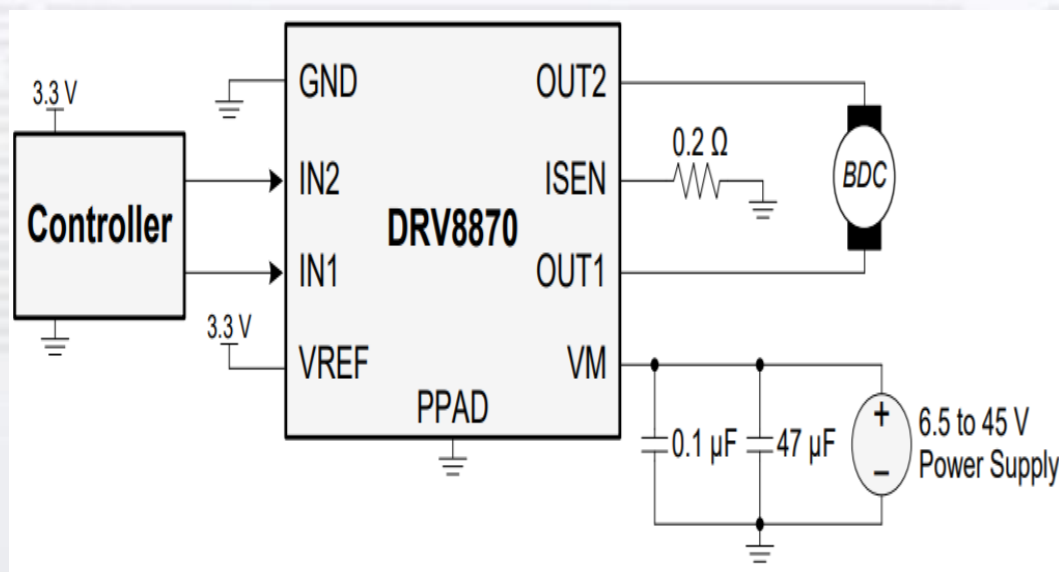 3.3 V
Controller
3.3 V
GND
IN2
IN1
VREF
DRV8870
PPAD
OUT2
ISEN
OUT1
VM
0.2 Ω
BDC
0.1 µF
47 µF
+
−
6.5 to 45 V
Power Supply